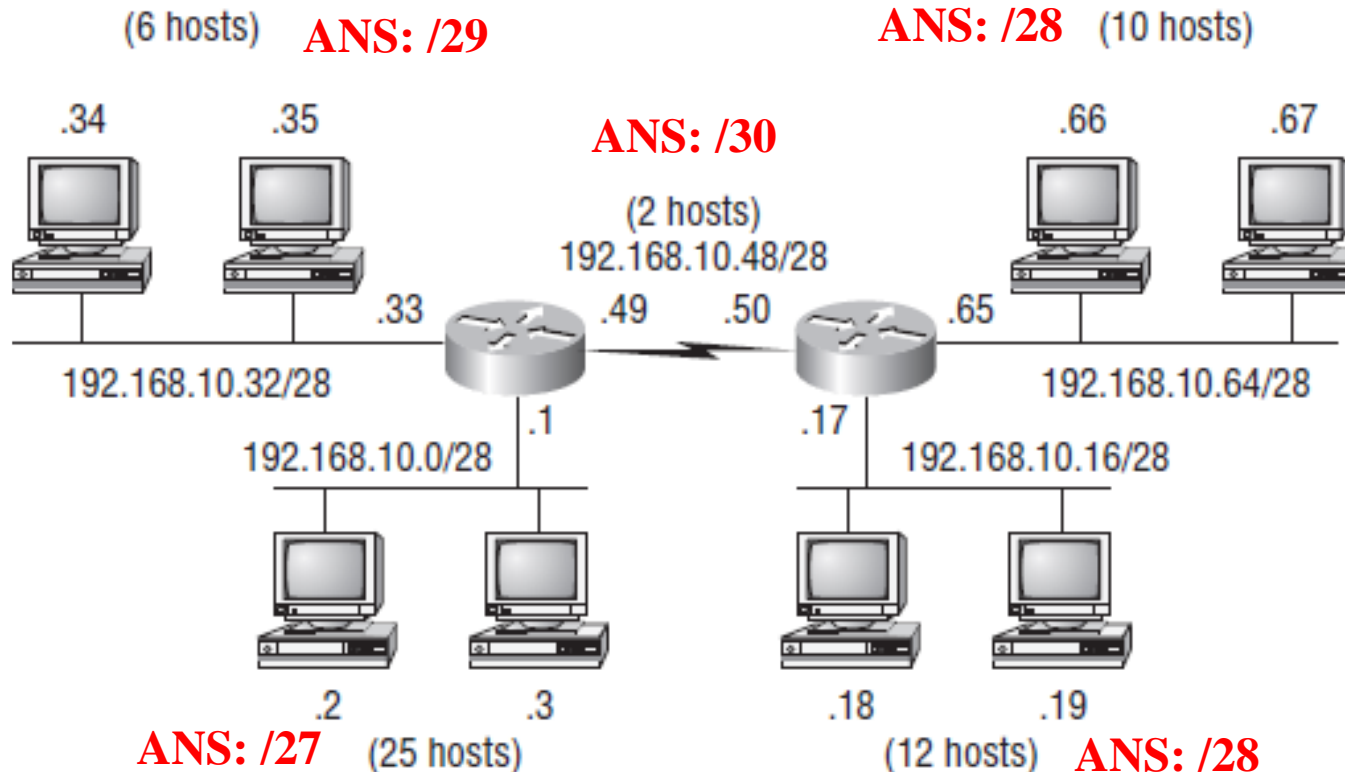 (6 hosts) ANS: /29
ANS: /28 (10 hosts)
.34 .35
ANS: /30
.66 .67
(2 hosts)
192.168.10.48/28
.33 .49 .50 .65
192.168.10.32/28
192.168.10.64/28
.1 .17
192.168.10.0/28
192.168.10.16/28
.2 .3
.18 .19
ANS: /27 (25 hosts)
(12 hosts) ANS: /28